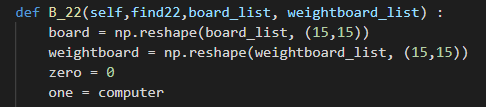 def B_22(self,find22,board_list, weightboard_list) :
board = np.reshape(board_list, (15,15))
weightboard = np.reshape(weightboard_list, (15,15))
zero = 0
one = computer